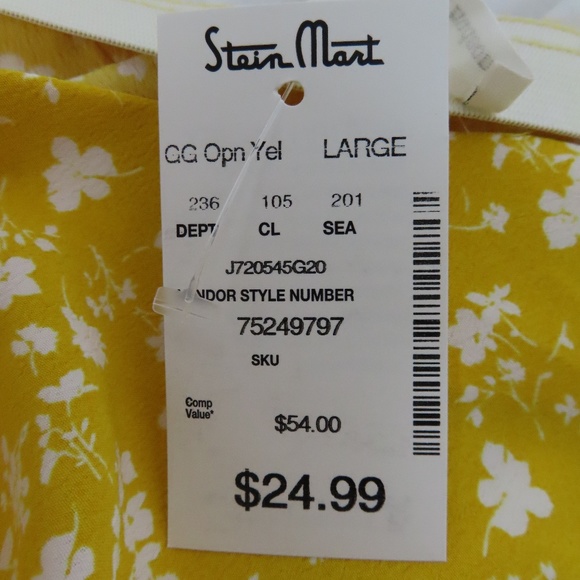 Stein Mart
GG Opn Yel LARGE
236 105 201
DEPT CL SEA
J720545G20
VENDOR STYLE NUMBER
75249797
SKU
Comp
Value*
$54.00
$24.99